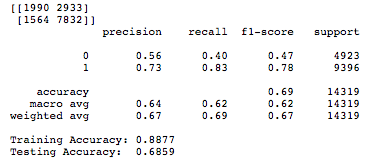 [[1990 2933]
 [1564 7832]]
              precision    recall  f1-score   support

           0       0.56      0.40      0.47      4923
           1       0.73      0.83      0.78      9396

    accuracy                           0.69     14319
   macro avg       0.64      0.62      0.62     14319
weighted avg       0.67      0.69      0.67     14319

Training Accuracy: 0.8877
Testing Accuracy:  0.6859